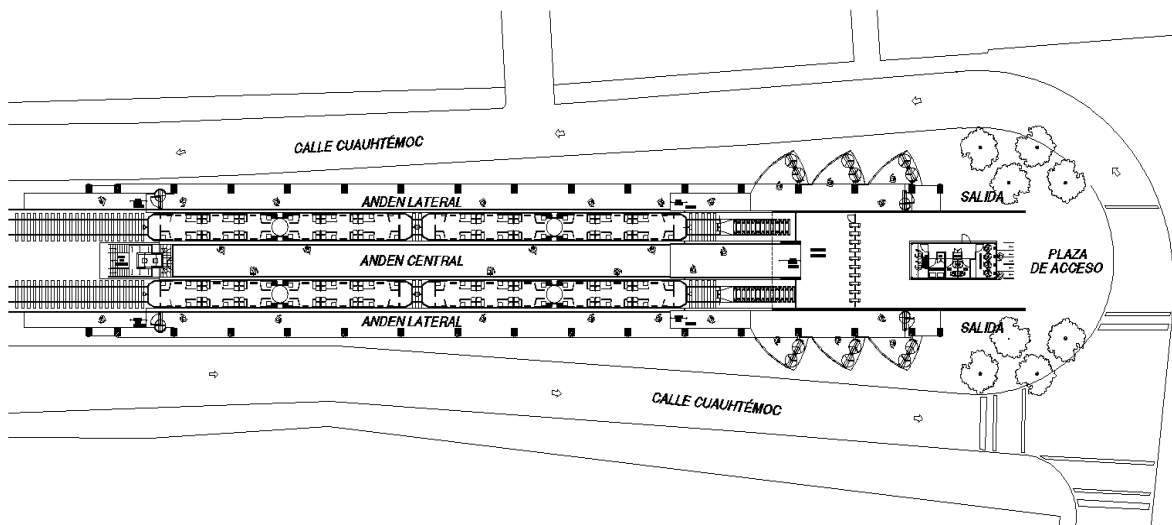 CALLE CUAUHTÉMOC
ANDEN LATERAL
SALIDA
ANDEN CENTRAL
PLAZA
DE ACCESO
ANDEN LATERAL
SALIDA
CALLE CUAUHTÉMOC